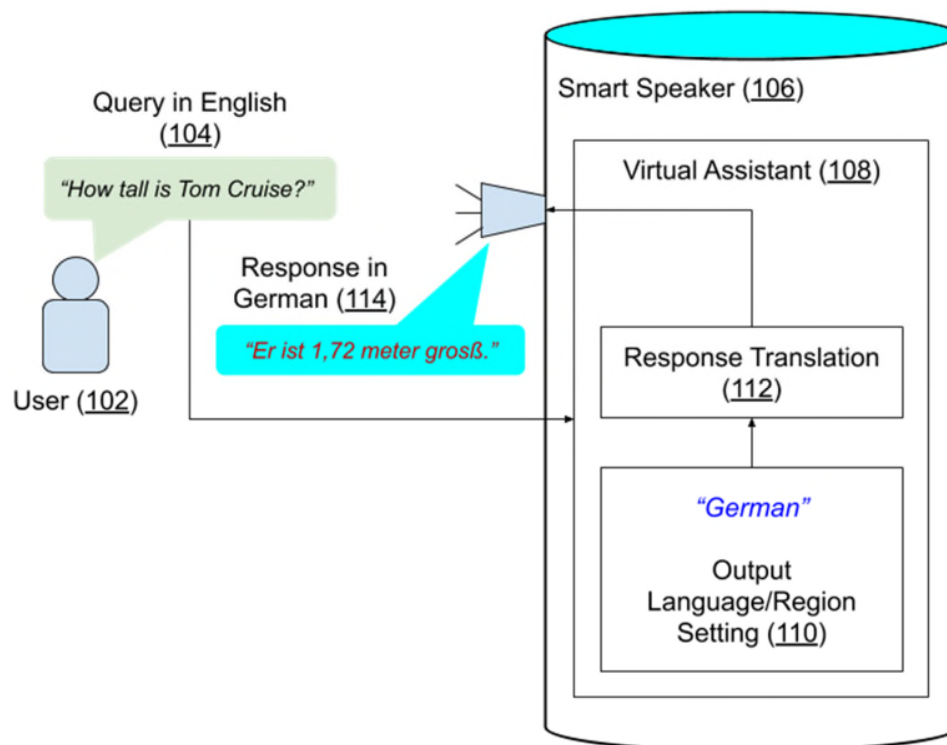 Smart Speaker (106)
Query in English
(104)
“How tall is Tom Cruise?”
Virtual Assistant (108)
Response in
German (114)
“Er ist 1,72 meter grosß.”
User (102)
Response Translation
(112)
“German”
Output
Language/Region
Setting (110)